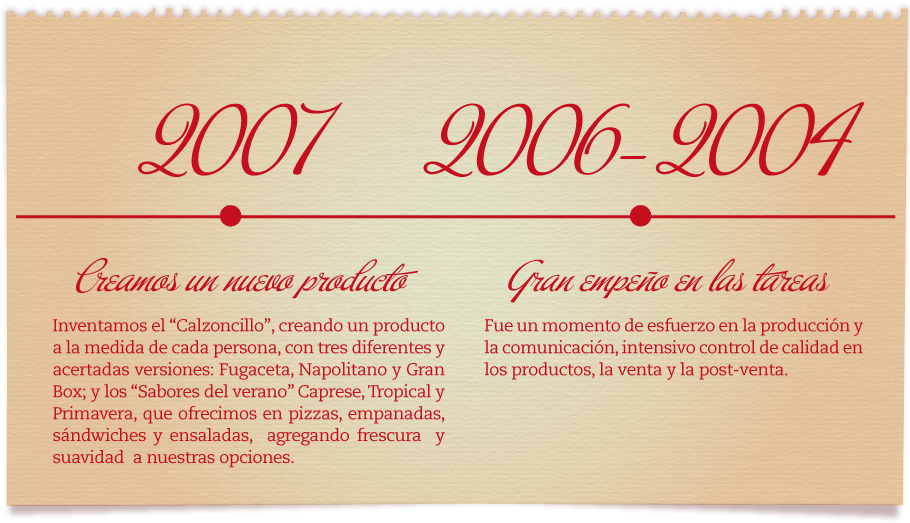 2007
Creamos un nuevo producto
Inventamos el “Calzoncillo”, creando un producto
a la medida de cada persona, con tres diferentes y
acertadas versiones: Fugaceta, Napolitano y Gran
Box; y los “Sabores del verano” Caprese, Tropical y
Primavera, que ofrecimos en pizzas, empanadas,
sándwiches y ensaladas, agregando frescura y
suavidad a nuestras opciones.
2006-2004
Gran empeño en las tareas
Fue un momento de esfuerzo en la producción y
la comunicación, intensivo control de calidad en
los productos, la venta y la post-venta.